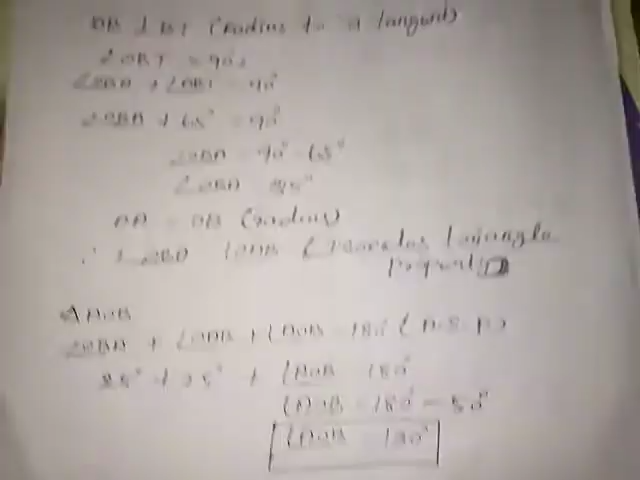 OB ⊥ BT (radius to a tangent)
∠OBT = 90°
∠OBA + ∠ABT = 90°
∠OBA + 65° = 90°
∠OBA = 90° - 65°
∠OBA = 25°
OA = OB (radius)
∴ ∠OBA ∠OAB (Isosceles triangle
property)
△AOB
∠OBA + ∠OAB + ∠AOB = 180° (A.S.P)
25° + 25° + ∠AOB = 180°
∠AOB = 180° - 50°
∠AOB = 130°